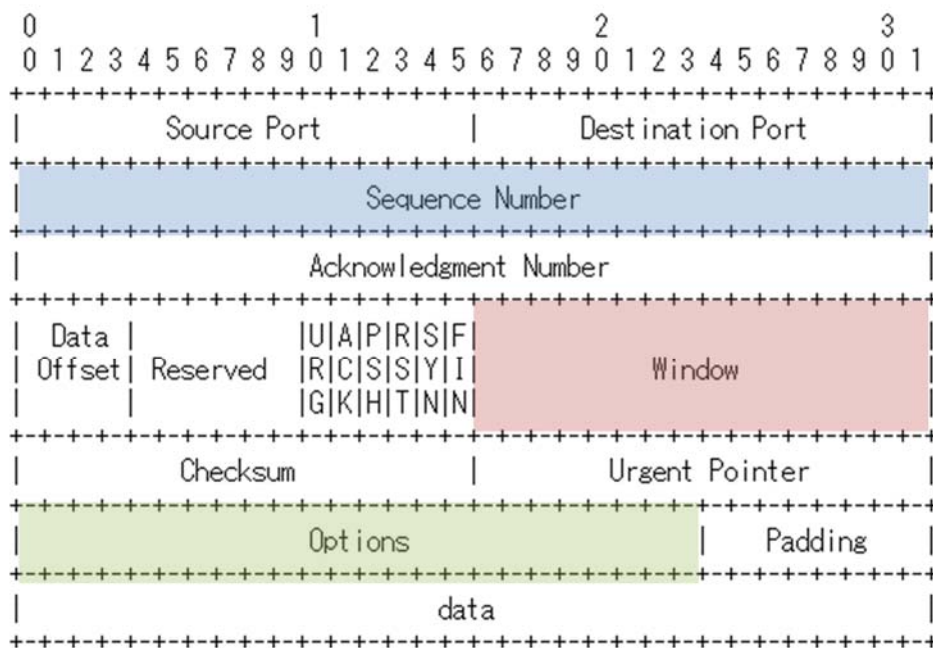 0                   1                   2                   3
0 1 2 3 4 5 6 7 8 9 0 1 2 3 4 5 6 7 8 9 0 1 2 3 4 5 6 7 8 9 0 1
+-+-+-+-+-+-+-+-+-+-+-+-+-+-+-+-+-+-+-+-+-+-+-+-+-+-+-+-+-+-+-+-+
|          Source Port          |       Destination Port        |
+-+-+-+-+-+-+-+-+-+-+-+-+-+-+-+-+-+-+-+-+-+-+-+-+-+-+-+-+-+-+-+-+
|                        Sequence Number                        |
+-+-+-+-+-+-+-+-+-+-+-+-+-+-+-+-+-+-+-+-+-+-+-+-+-+-+-+-+-+-+-+-+
|                    Acknowledgment Number                      |
+-+-+-+-+-+-+-+-+-+-+-+-+-+-+-+-+-+-+-+-+-+-+-+-+-+-+-+-+-+-+-+-+
|  Data |           |U|A|P|R|S|F|                               |
| Offset| Reserved  |R|C|S|S|Y|I|            Window             |
|       |           |G|K|H|T|N|N|                               |
+-+-+-+-+-+-+-+-+-+-+-+-+-+-+-+-+-+-+-+-+-+-+-+-+-+-+-+-+-+-+-+-+
|           Checksum            |         Urgent Pointer        |
+-+-+-+-+-+-+-+-+-+-+-+-+-+-+-+-+-+-+-+-+-+-+-+-+-+-+-+-+-+-+-+-+
|                    Options                    |    Padding    |
+-+-+-+-+-+-+-+-+-+-+-+-+-+-+-+-+-+-+-+-+-+-+-+-+-+-+-+-+-+-+-+-+
|                             data                              |
+-+-+-+-+-+-+-+-+-+-+-+-+-+-+-+-+-+-+-+-+-+-+-+-+-+-+-+-+-+-+-+-+